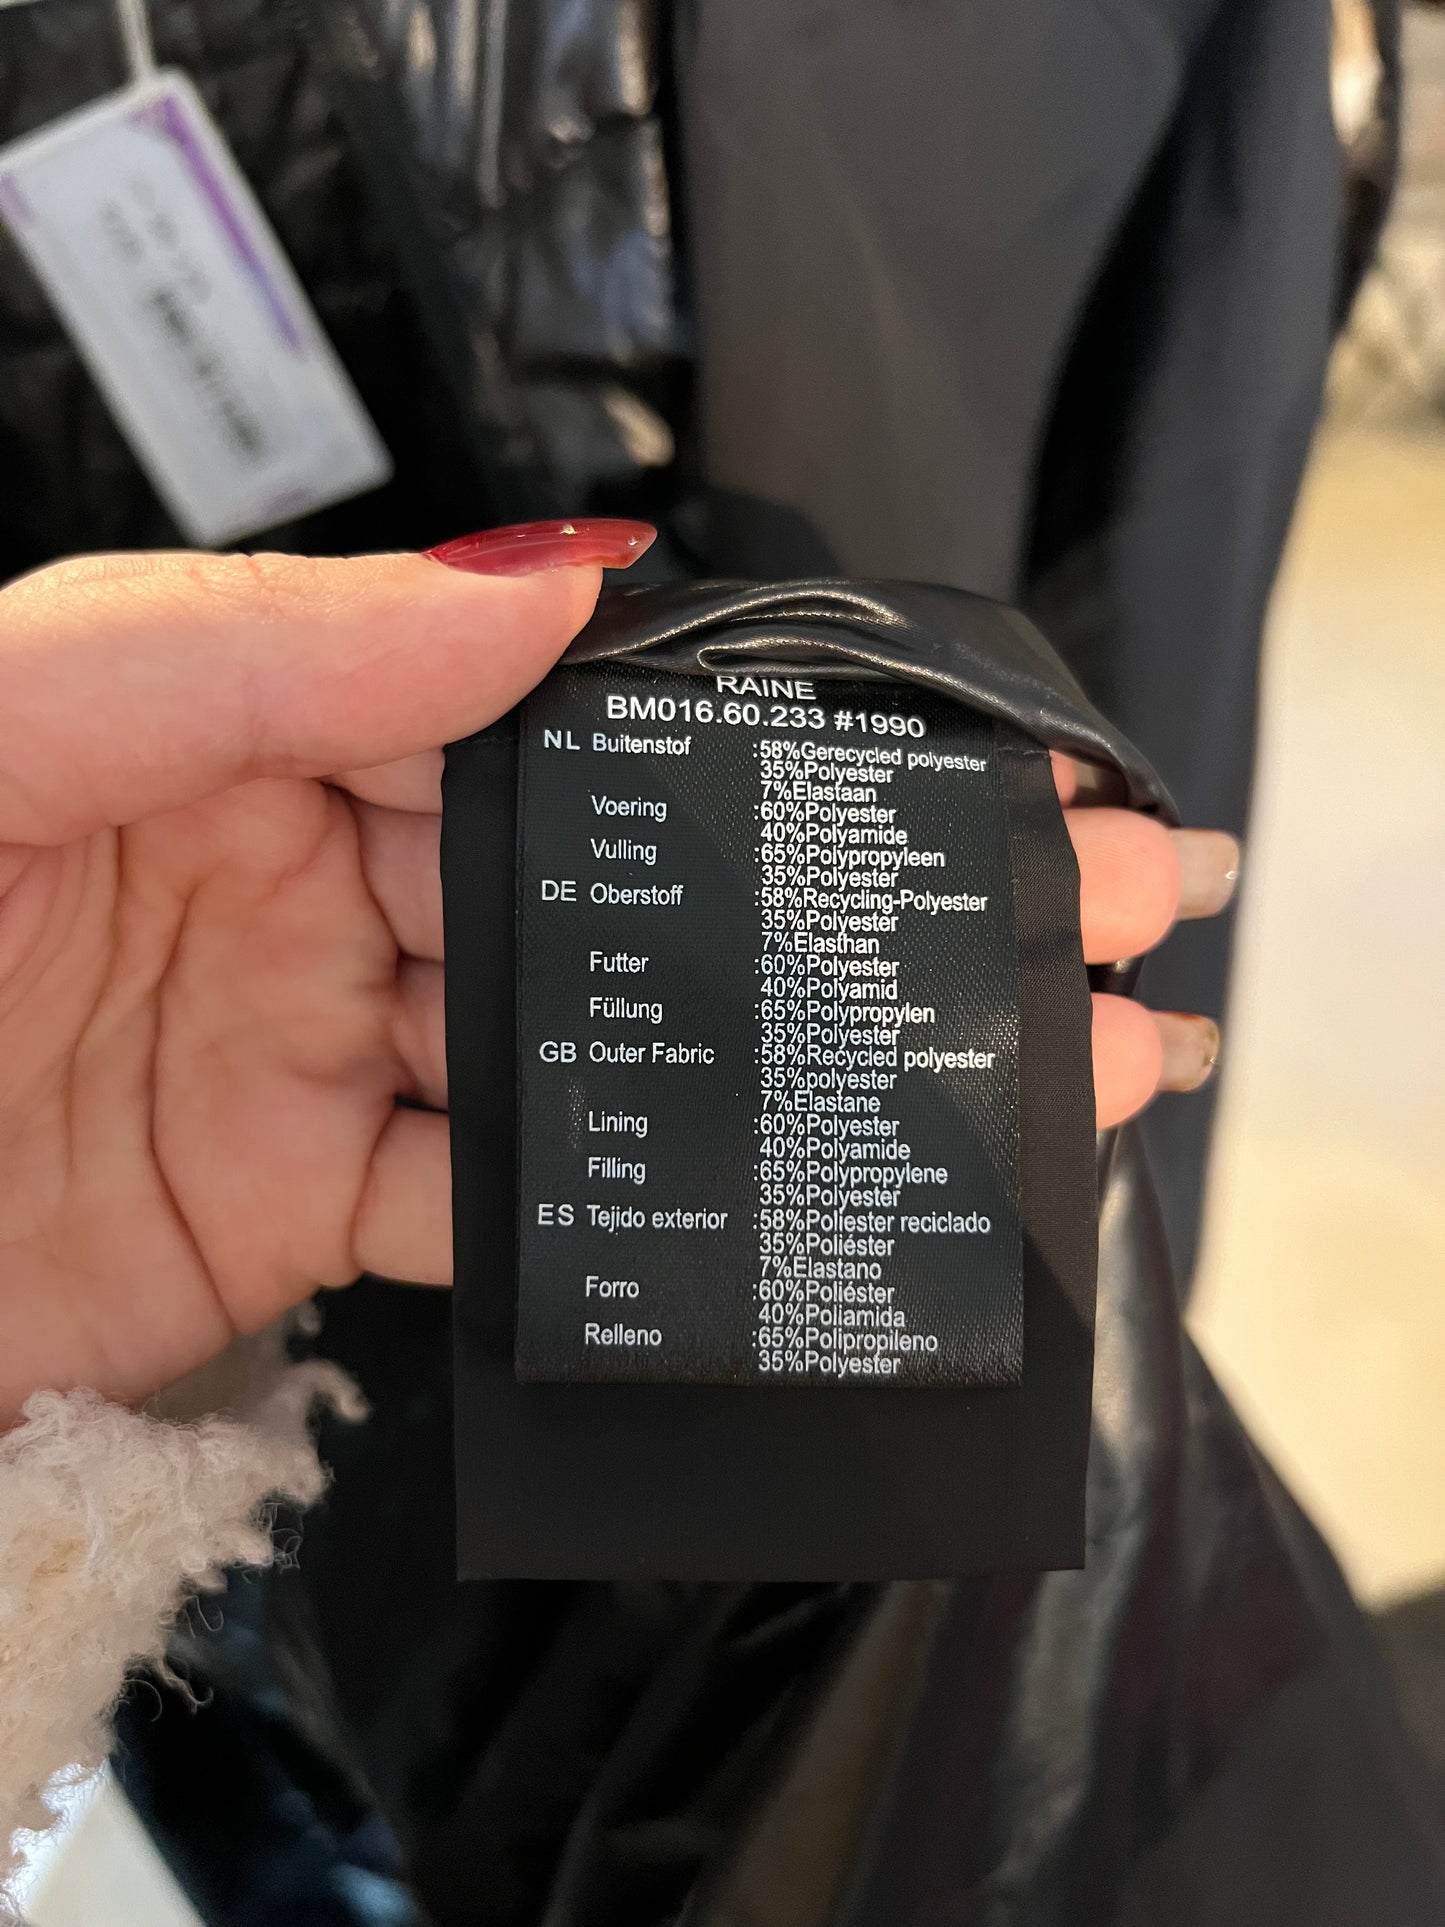 RAINE
BM016.60.233 #1990
NL Buitenstof :58%Gerecycled polyester
35%Polyester
7%Elastaan
Voering :60%Polyester
40%Polyamide
Vulling :65%Polypropyleen
35%Polyester
DE Oberstoff :58%Recycling-Polyester
35%Polyester
7%Elasthan
Futter :60%Polyester
40%Polyamid
Füllung :65%Polypropylen
35%Polyester
GB Outer Fabric :58%Recycled polyester
35%polyester
7%Elastane
Lining :60%Polyester
40%Polyamide
Filling :65%Polypropylene
35%Polyester
ES Tejido exterior :58%Poliester reciclado
35%Poliéster
7%Elastano
Forro :60%Poliéster
40%Poliamida
Relleno :65%Polipropileno
35%Polyester